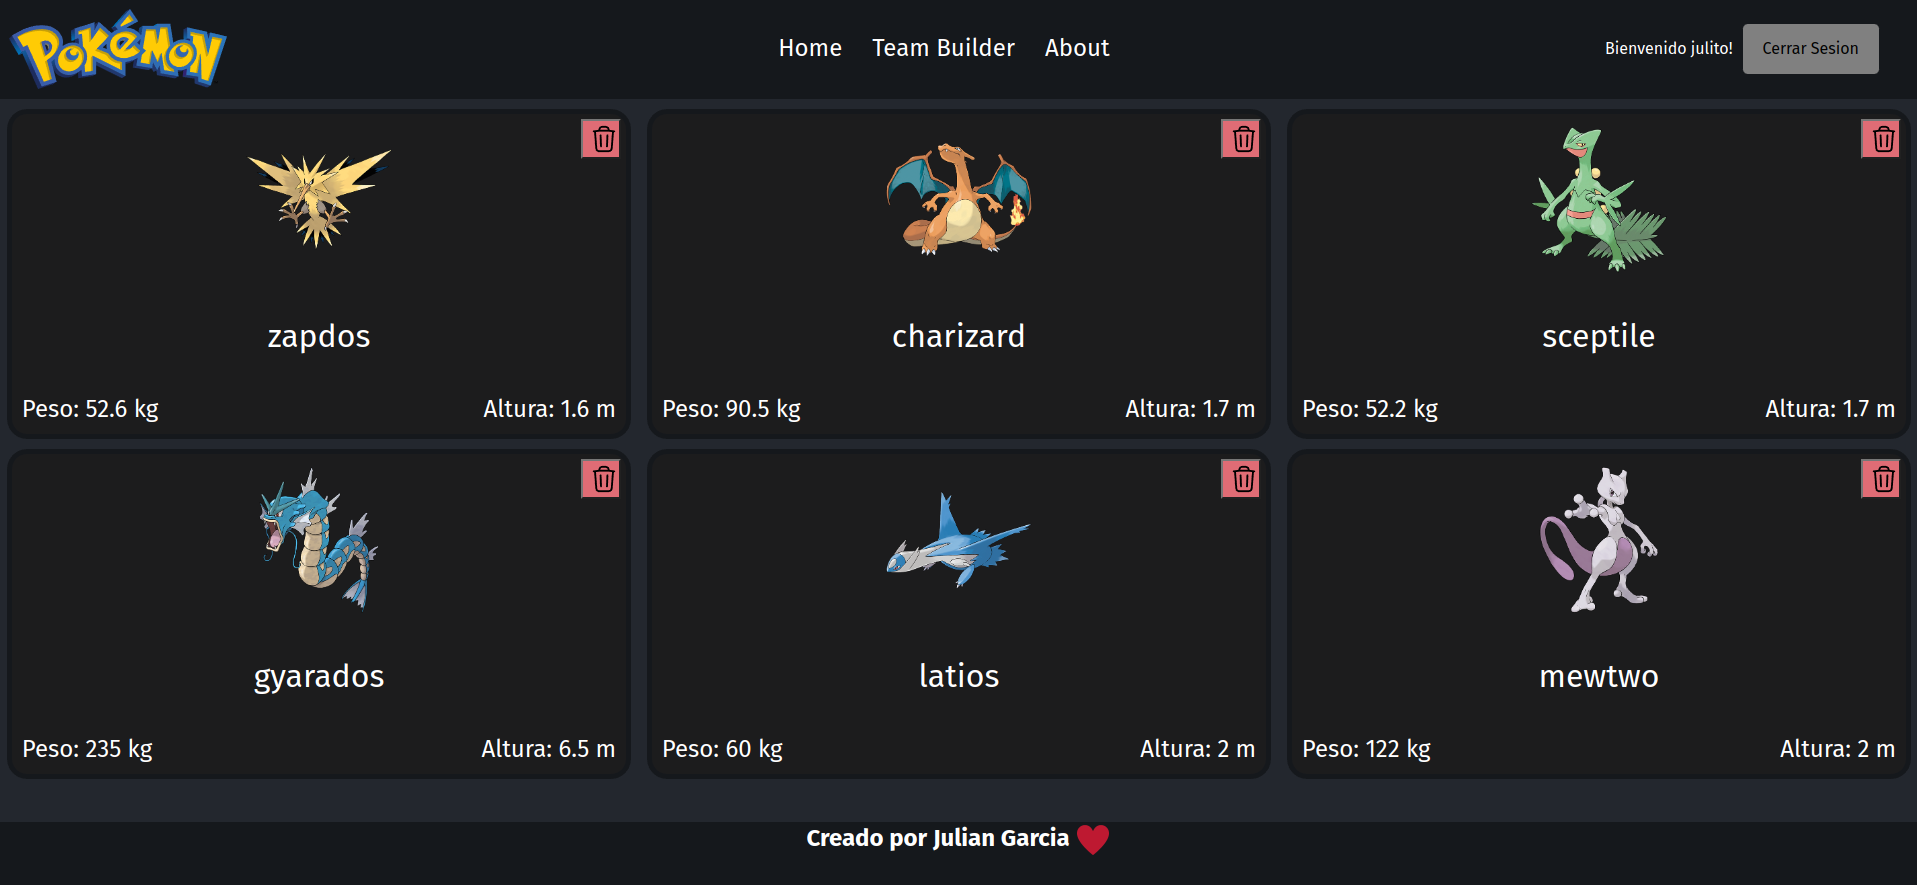 POKéMON
Home Team Builder About
Bienvenido julito! Cerrar Sesion
zapdos
Peso: 52.6 kg Altura: 1.6 m
charizard
Peso: 90.5 kg Altura: 1.7 m
sceptile
Peso: 52.2 kg Altura: 1.7 m
gyarados
Peso: 235 kg Altura: 6.5 m
latios
Peso: 60 kg Altura: 2 m
mewtwo
Peso: 122 kg Altura: 2 m
Creado por Julian Garcia